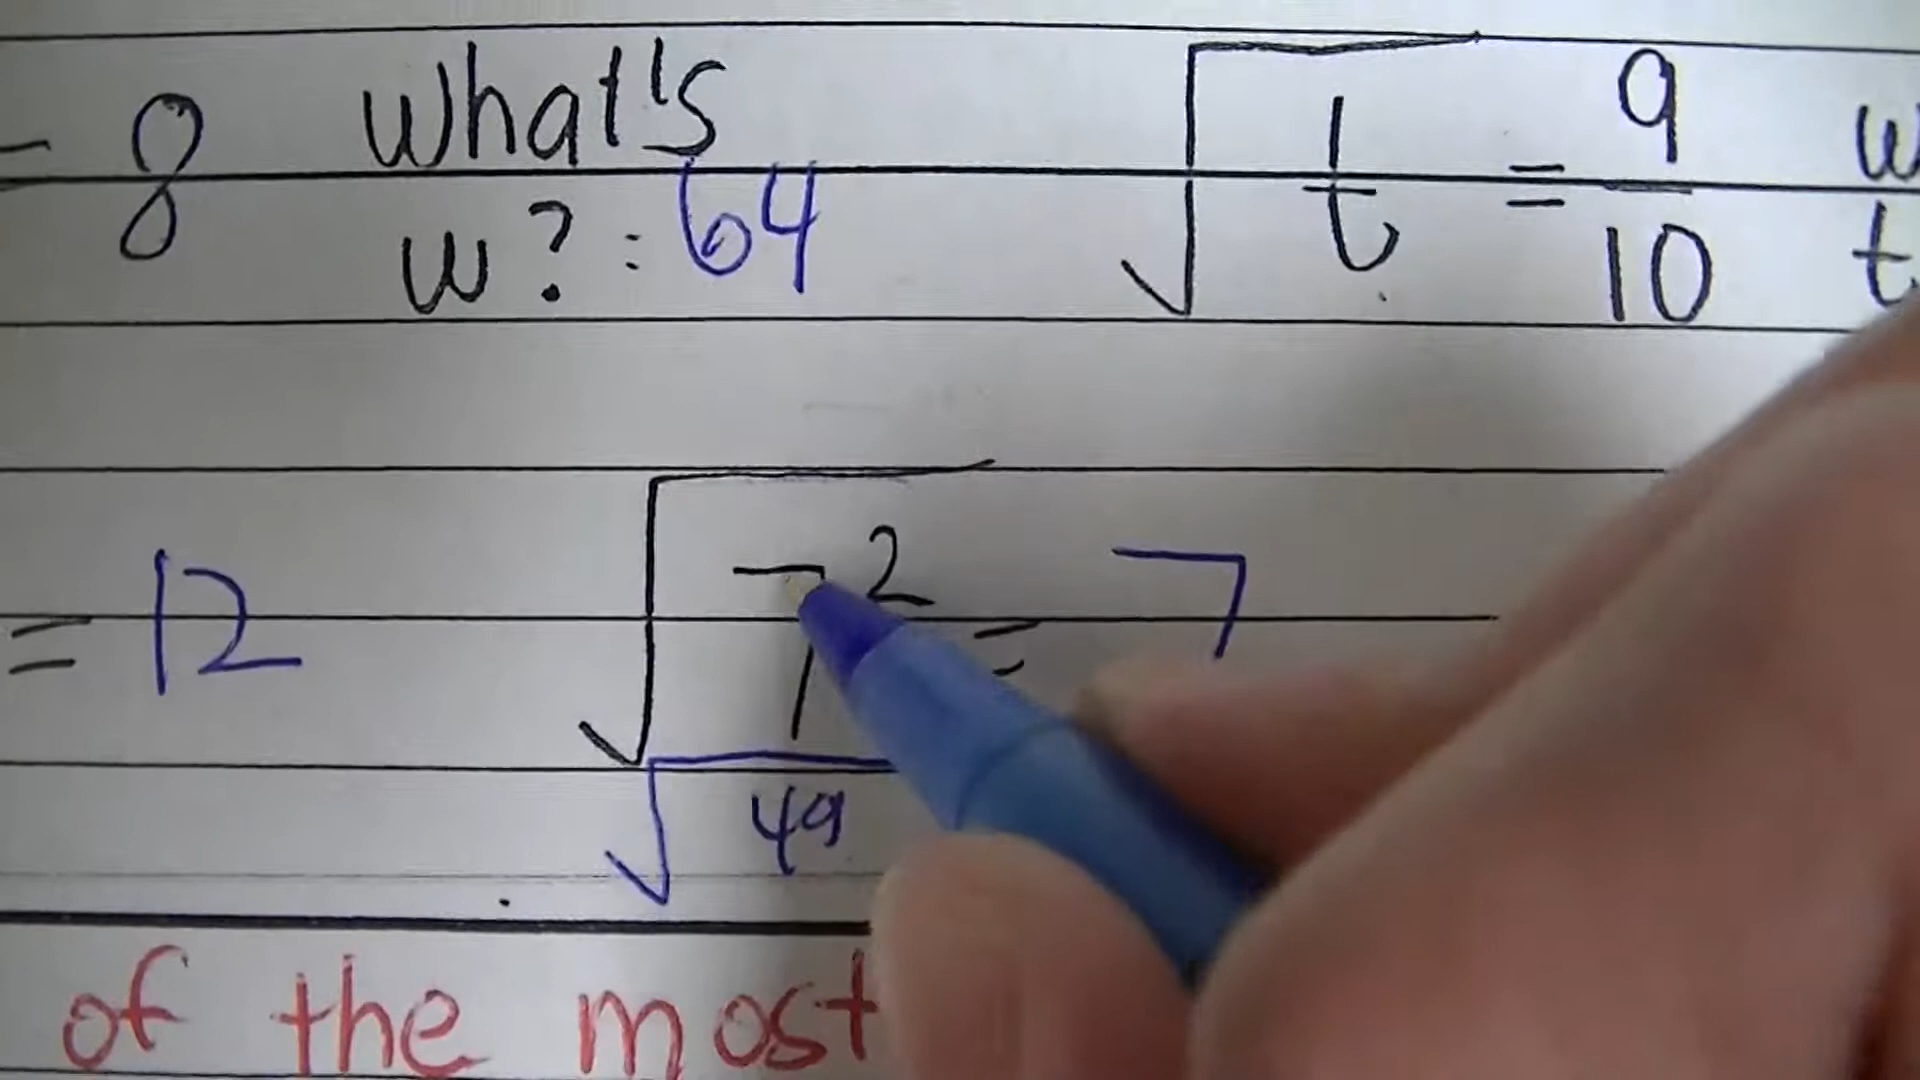 = 8 What's √t = 9/10 w
w? : 64 t
= 12 √7² = 7
√49
of the most